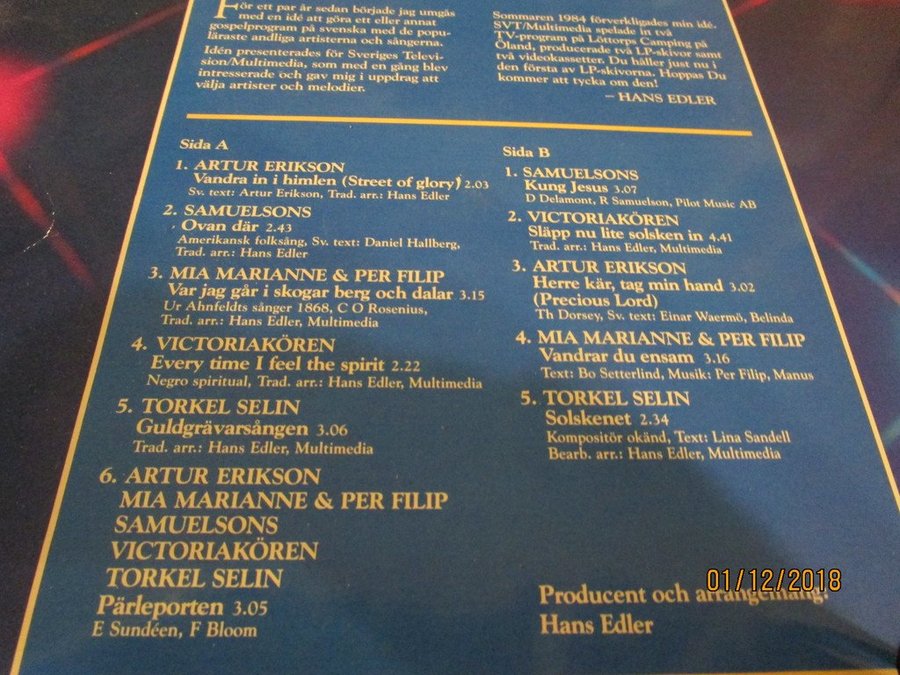 För ett par år sedan började jag umgås
med en idé att göra ett eller annat
gospelprogram på svenska med de popu-
läraste andliga artisterna och sångerna.
Idén presenterades för Sveriges Televi-
sion/Multimedia, som med en gång blev
intresserade och gav mig i uppdrag att
välja artister och melodier.
Sommaren 1984 förverkligades min idé.
SVT/Multimedia spelade in två
TV-program på Löttorps Camping på
Öland, producerade två LP-skivor samt
två videokassetter. Du håller just nu i
den första av LP-skivorna. Hoppas Du
kommer att tycka om den!
– HANS EDLER
Sida A
1. ARTUR ERIKSON
Vandra in i himlen (Street of glory) 2.03
Sv. text: Artur Erikson, Trad. arr.: Hans Edler
2. SAMUELSONS
Ovan där 2.43
Amerikansk folksång, Sv. text: Daniel Hallberg,
Trad. arr.: Hans Edler
3. MIA MARIANNE & PER FILIP
Var jag går i skogar berg och dalar 3.15
Ur Ahnfeldts sånger 1868, C O Rosenius,
Trad. arr.: Hans Edler, Multimedia
4. VICTORIAKÖREN
Every time I feel the spirit 2.22
Negro spiritual, Trad. arr.: Hans Edler, Multimedia
5. TORKEL SELIN
Guldgrävarsången 3.06
Trad. arr.: Hans Edler, Multimedia
6. ARTUR ERIKSON
MIA MARIANNE & PER FILIP
SAMUELSONS
VICTORIAKÖREN
TORKEL SELIN
Pärleporten 3.05
E Sundéen, F Bloom
Sida B
1. SAMUELSONS
Kung Jesus 3.07
D Delamont, R Samuelson, Pilot Music AB
2. VICTORIAKÖREN
Släpp nu lite solsken in 4.41
Trad. arr.: Hans Edler, Multimedia
3. ARTUR ERIKSON
Herre kär, tag min hand 3.02
(Precious Lord)
Th Dorsey, Sv. text: Einar Waermö, Belinda
4. MIA MARIANNE & PER FILIP
Vandrar du ensam 3.16
Text: Bo Setterlind, Musik: Per Filip, Manus
5. TORKEL SELIN
Solskenet 2.34
Kompositör okänd, Text: Lina Sandell
Bearb. arr.: Hans Edler, Multimedia
Producent och arrangemang:
Hans Edler
01/12/2018